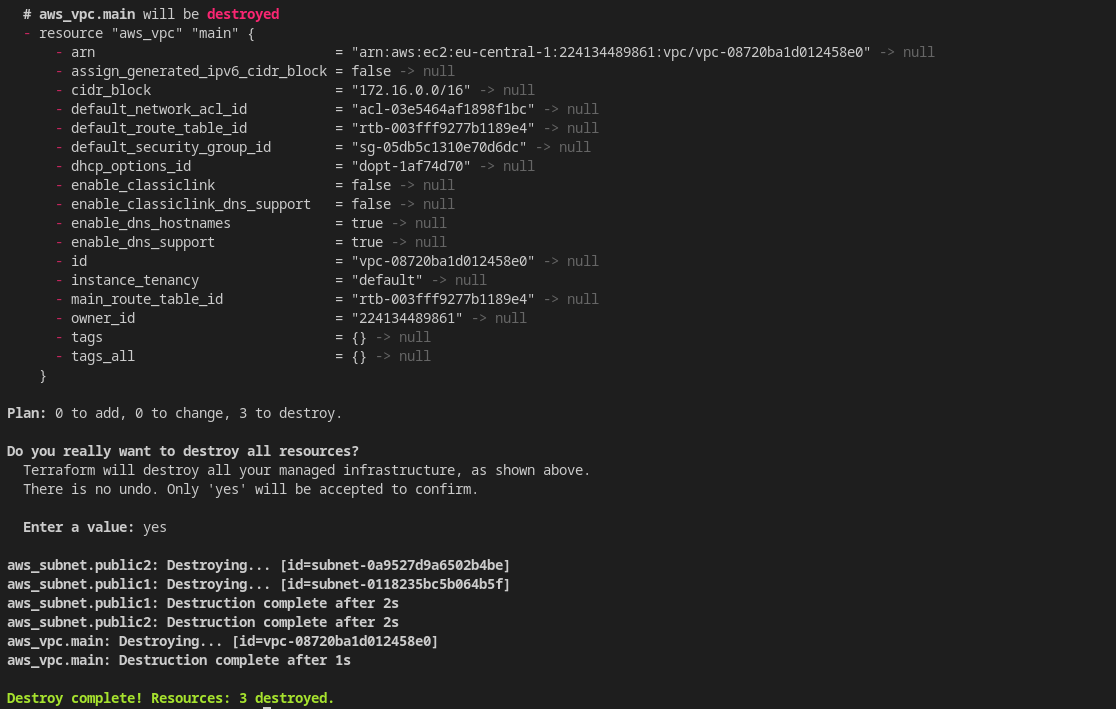 # aws_vpc.main will be destroyed
- resource "aws_vpc" "main" {
- arn = "arn:aws:ec2:eu-central-1:224134489861:vpc/vpc-08720ba1d012458e0" -> null
- assign_generated_ipv6_cidr_block = false -> null
- cidr_block = "172.16.0.0/16" -> null
- default_network_acl_id = "acl-03e5464af1898f1bc" -> null
- default_route_table_id = "rtb-003fff9277b1189e4" -> null
- default_security_group_id = "sg-05db5c1310e70d6dc" -> null
- dhcp_options_id = "dopt-1af74d70" -> null
- enable_classiclink = false -> null
- enable_classiclink_dns_support = false -> null
- enable_dns_hostnames = true -> null
- enable_dns_support = true -> null
- id = "vpc-08720ba1d012458e0" -> null
- instance_tenancy = "default" -> null
- main_route_table_id = "rtb-003fff9277b1189e4" -> null
- owner_id = "224134489861" -> null
- tags = {} -> null
- tags_all = {} -> null
}
Plan: 0 to add, 0 to change, 3 to destroy.
Do you really want to destroy all resources?
Terraform will destroy all your managed infrastructure, as shown above.
There is no undo. Only 'yes' will be accepted to confirm.
Enter a value: yes
aws_subnet.public2: Destroying... [id=subnet-0a9527d9a6502b4be]
aws_subnet.public1: Destroying... [id=subnet-0118235bc5b064b5f]
aws_subnet.public1: Destruction complete after 2s
aws_subnet.public2: Destruction complete after 2s
aws_vpc.main: Destroying... [id=vpc-08720ba1d012458e0]
aws_vpc.main: Destruction complete after 1s
Destroy complete! Resources: 3 destroyed.